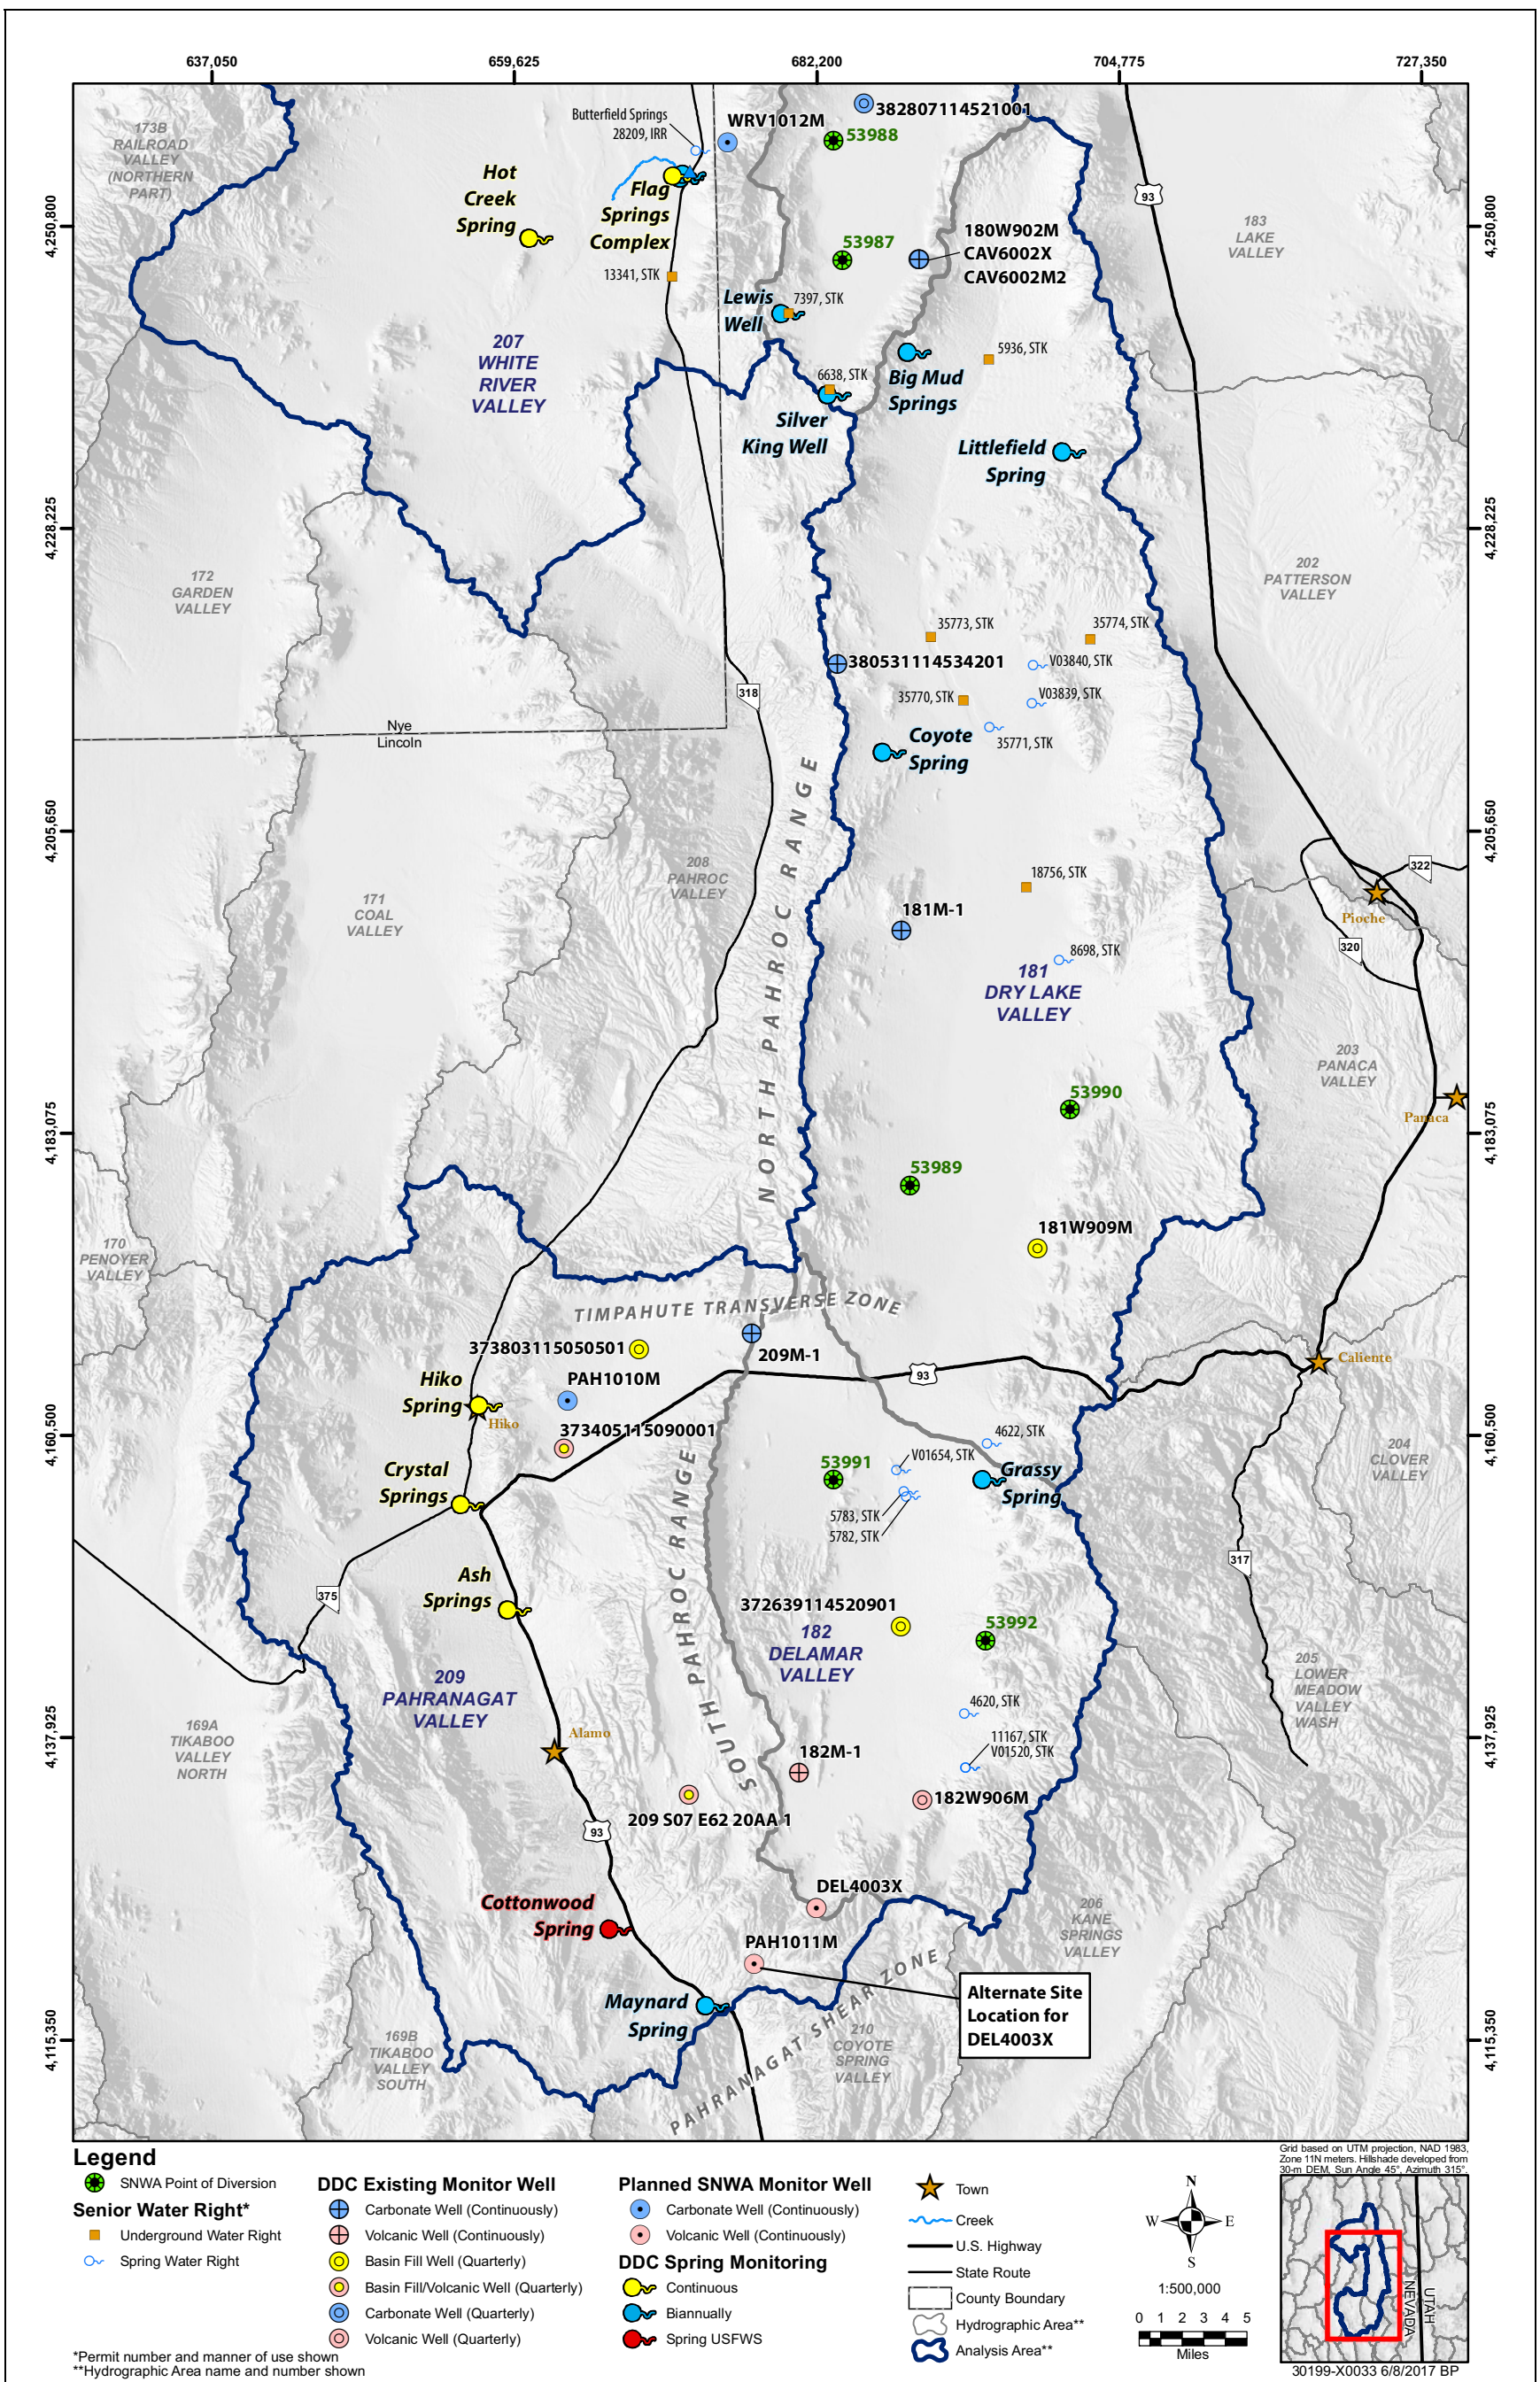 637,050
659,625
682,200
704,775
727,350
4,250,800
4,228,225
4,205,650
4,183,075
4,160,500
4,137,925
4,115,350
4,250,800
4,228,225
4,205,650
4,183,075
4,160,500
4,137,925
4,115,350
173B
RAILROAD
VALLEY
(NORTHERN
PART)
Butterfield Springs
28209, IRR
WRV1012M
382807114521001
53988
93
Hot
Creek
Spring
Flag
Springs
Complex
13341, STK
53987
180W902M
CAV6002X
CAV6002M2
183
LAKE
VALLEY
Lewis
Well
7397, STK
207
WHITE
RIVER
VALLEY
5936, STK
6638, STK
Big Mud
Springs
Silver
King Well
Littlefield
Spring
172
GARDEN
VALLEY
202
PATTERSON
VALLEY
35773, STK
35774, STK
380531114534201
V03840, STK
318
35770, STK
V03839, STK
Nye
Lincoln
35771, STK
Coyote
Spring
NORTH PAHROC RANGE
208
PAHROC
VALLEY
171
COAL
VALLEY
18756, STK
322
Pioche
320
181M-1
8698, STK
181
DRY LAKE
VALLEY
203
PANACA
VALLEY
53990
Panaca
53989
170
PENOYER
VALLEY
181W909M
TIMPAHUTE TRANSVERSE ZONE
373803115050501
209M-1
93
Caliente
Hiko
Spring
PAH1010M
Hiko
373405115090001
4622, STK
204
CLOVER
VALLEY
Crystal
Springs
53991
V01654, STK
Grassy
Spring
5783, STK
5782, STK
SOUTH PAHROC RANGE
375
317
Ash
Springs
372639114520901
53992
182
DELAMAR
VALLEY
209
PAHRANAGAT
VALLEY
205
LOWER
MEADOW
VALLEY
WASH
169A
TIKABOO
VALLEY
NORTH
Alamo
4620, STK
11167, STK
V01520, STK
182M-1
182W906M
209 S07 E62 20AA 1
93
DEL4003X
Cottonwood
Spring
206
KANE
SPRINGS
VALLEY
PAH1011M
Alternate Site
Location for
DEL4003X
Maynard
Spring
169B
TIKABOO
VALLEY
SOUTH
210
COYOTE
SPRING
VALLEY
PAHRANAGAT SHEAR ZONE
Legend
SNWA Point of Diversion
Senior Water Right*
Underground Water Right
Spring Water Right
*Permit number and manner of use shown
**Hydrographic Area name and number shown
DDC Existing Monitor Well
Carbonate Well (Continuously)
Volcanic Well (Continuously)
Basin Fill Well (Quarterly)
Basin Fill/Volcanic Well (Quarterly)
Carbonate Well (Quarterly)
Volcanic Well (Quarterly)
Planned SNWA Monitor Well
Carbonate Well (Continuously)
Volcanic Well (Continuously)
DDC Spring Monitoring
Continuous
Biannually
Spring USFWS
Town
Creek
U.S. Highway
State Route
County Boundary
Hydrographic Area**
Analysis Area**
N
W
E
S
1:500,000
0 1 2 3 4 5
Miles
Grid based on UTM projection, NAD 1983,
Zone 11N meters. Hillshade developed from
30-m DEM, Sun Angle 45°, Azimuth 315°.
NEVADA
UTAH
30199-X0033 6/8/2017 BP